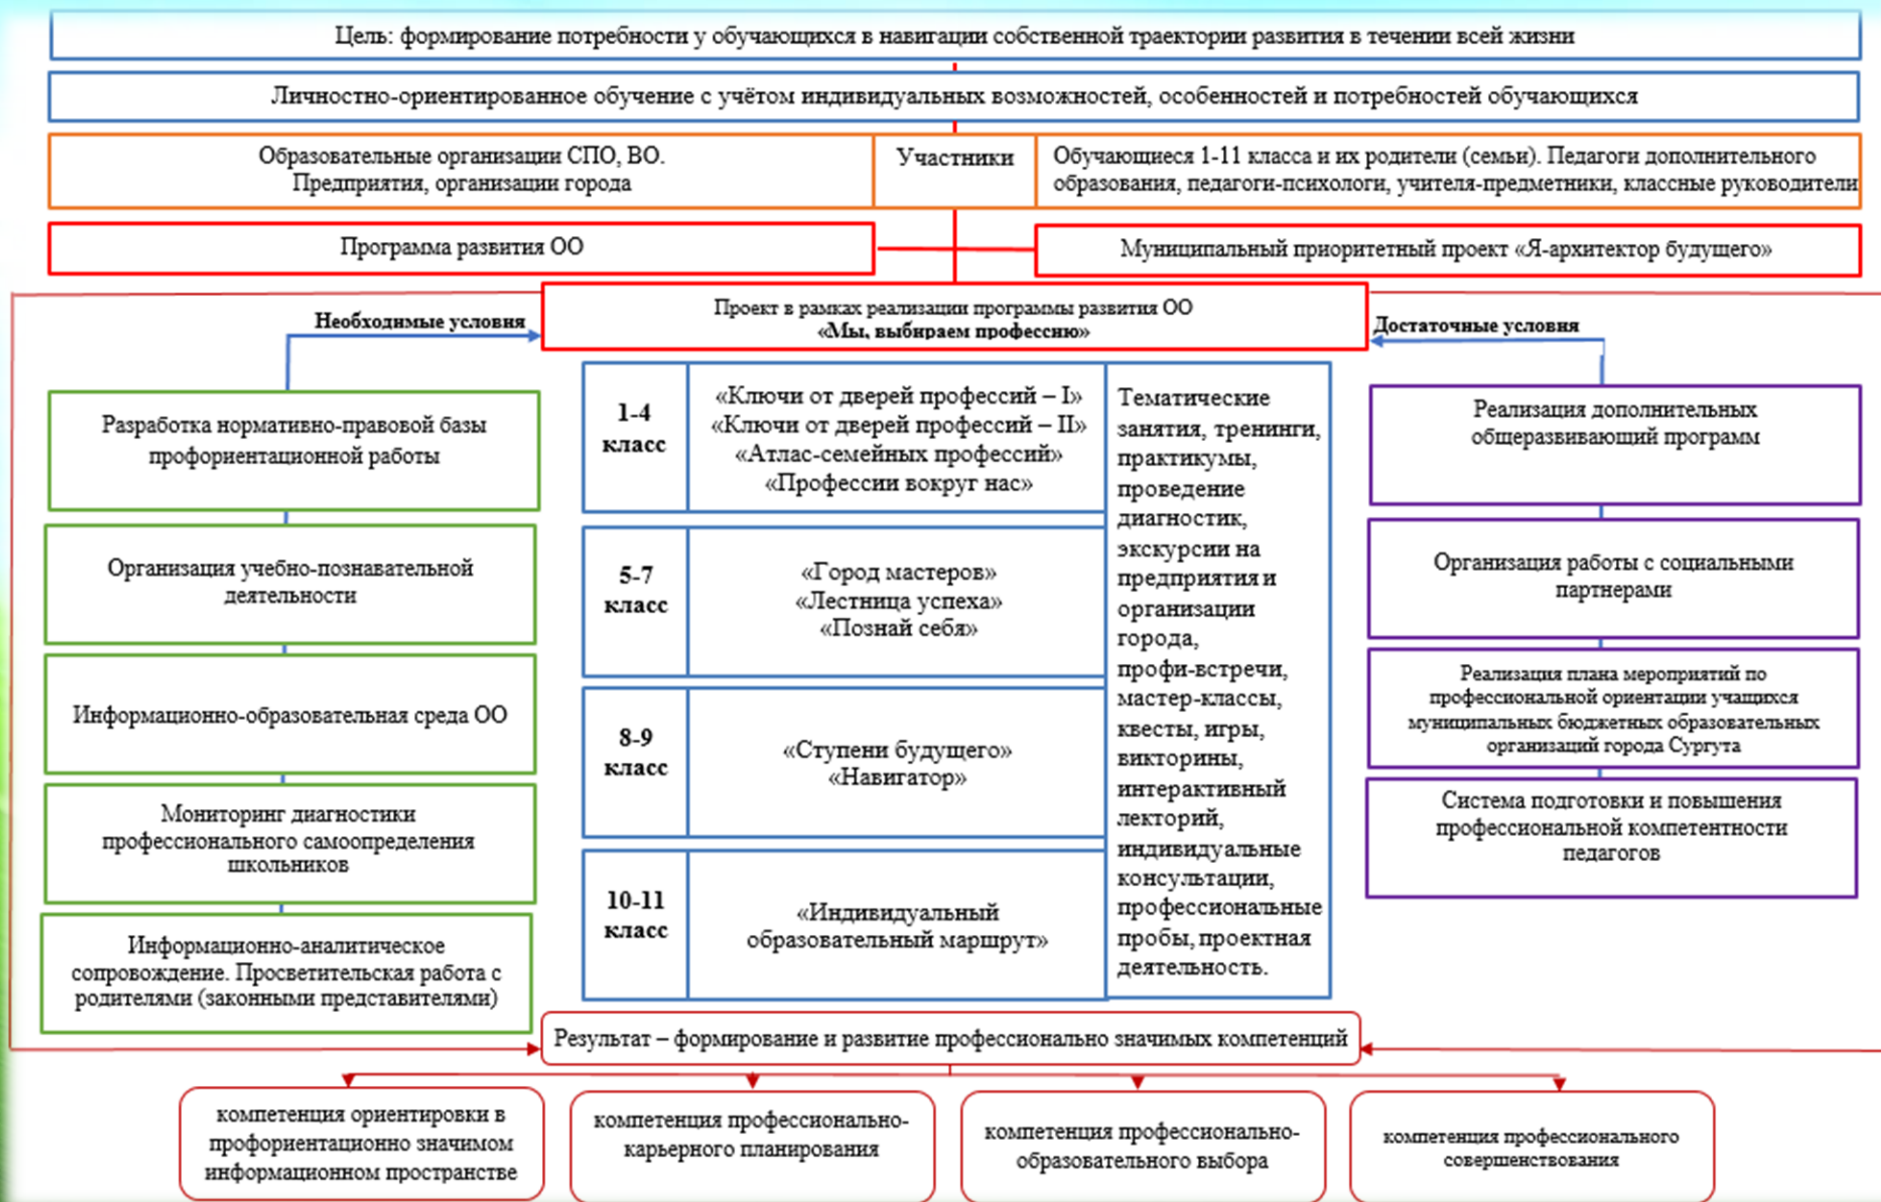 Цель: формирование потребности у обучающихся в навигации собственной траектории развития в течении всей жизни
Личностно-ориентированное обучение с учётом индивидуальных возможностей, особенностей и потребностей обучающихся
Образовательные организации СПО, ВО.
Предприятия, организации города
Участники
Обучающиеся 1-11 класса и их родители (семьи). Педагоги дополнительного
образования, педагоги-психологи, учителя-предметники, классные руководители
Программа развития ОО
Муниципальный приоритетный проект «Я-архитектор будущего»
Проект в рамках реализации программы развития ОО
«Мы, выбираем профессию»
Необходимые условия
Достаточные условия
Разработка нормативно-правовой базы
профориентационной работы
Организация учебно-познавательной
деятельности
Информационно-образовательная среда ОО
Мониторинг диагностики
профессионального самоопределения
школьников
Информационно-аналитическое
сопровождение. Просветительская работа с
родителями (законными представителями)
1-4
класс
«Ключи от дверей профессий – I»
«Ключи от дверей профессий – II»
«Атлас-семейных профессий»
«Профессии вокруг нас»
5-7
класс
«Город мастеров»
«Лестница успеха»
«Познай себя»
8-9
класс
«Ступени будущего»
«Навигатор»
10-11
класс
«Индивидуальный
образовательный маршрут»
Тематические
занятия, тренинги,
практикумы,
проведение
диагностик,
экскурсии на
предприятия и
организации
города,
профи-встречи,
мастер-классы,
квесты, игры,
викторины,
интерактивный
лекторий,
индивидуальные
консультации,
профессиональные
пробы, проектная
деятельность.
Реализация дополнительных
общеразвивающий программ
Организация работы с социальными
партнерами
Реализация плана мероприятий по
профессиональной ориентации учащихся
муниципальных бюджетных образовательных
организаций города Сургута
Система подготовки и повышения
профессиональной компетентности
педагогов
Результат – формирование и развитие профессионально значимых компетенций
компетенция ориентировки в
профориентационно значимом
информационном пространстве
компетенция профессионально-
карьерного планирования
компетенция профессионально-
образовательного выбора
компетенция профессионального
совершенствования